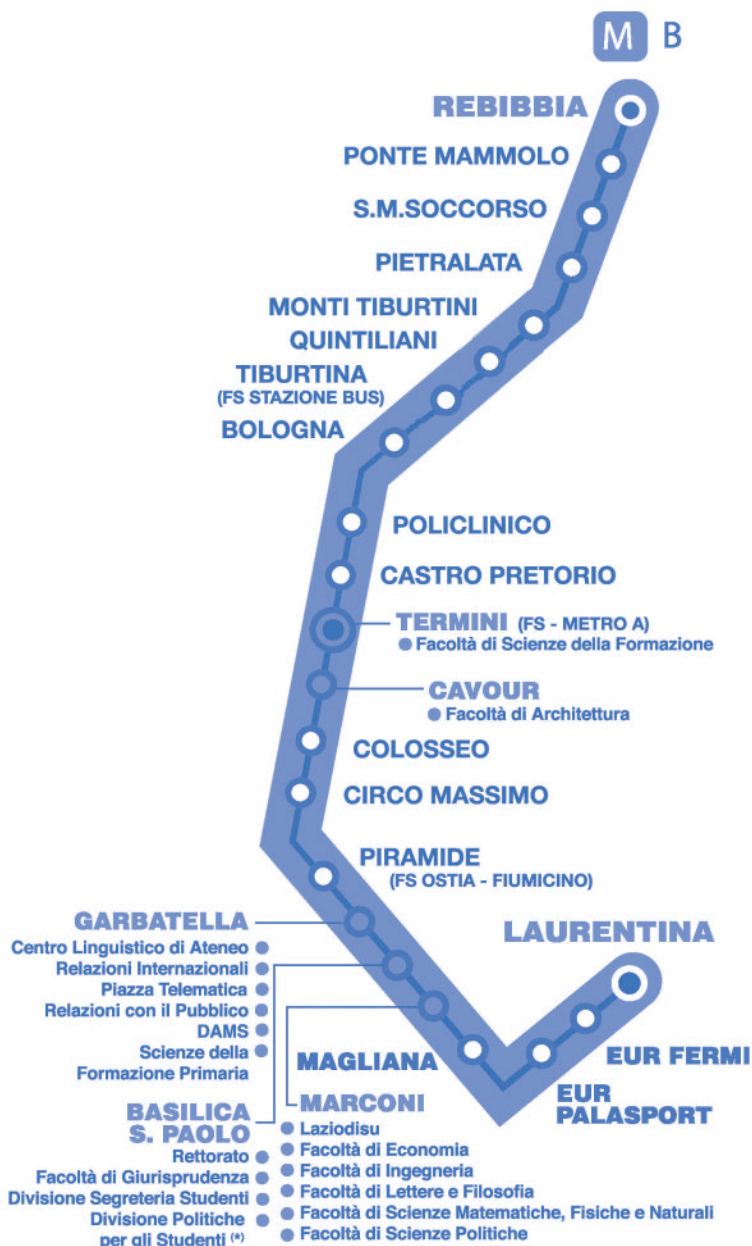 M B
REBIBBIA
PONTE MAMMOLO
S.M.SOCCORSO
PIETRALATA
MONTI TIBURTINI
QUINTILIANI
TIBURTINA
(FS STAZIONE BUS)
BOLOGNA
POLICLINICO
CASTRO PRETORIO
TERMINI (FS - METRO A)
Facoltà di Scienze della Formazione
CAVOUR
Facoltà di Architettura
COLOSSEO
CIRCO MASSIMO
PIRAMIDE
(FS OSTIA - FIUMICINO)
GARBATELLA
Centro Linguistico di Ateneo
Relazioni Internazionali
Piazza Telematica
Relazioni con il Pubblico
DAMS
Scienze della
Formazione Primaria
BASILICA
S. PAOLO
Rettorato
Facoltà di Giurisprudenza
Divisione Segreteria Studenti
Divisione Politiche
per gli Studenti (*)
MARCONI
Laziodisu
Facoltà di Economia
Facoltà di Ingegneria
Facoltà di Lettere e Filosofia
Facoltà di Scienze Matematiche, Fisiche e Naturali
Facoltà di Scienze Politiche
MAGLIANA
EUR
PALASPORT
EUR FERMI
LAURENTINA